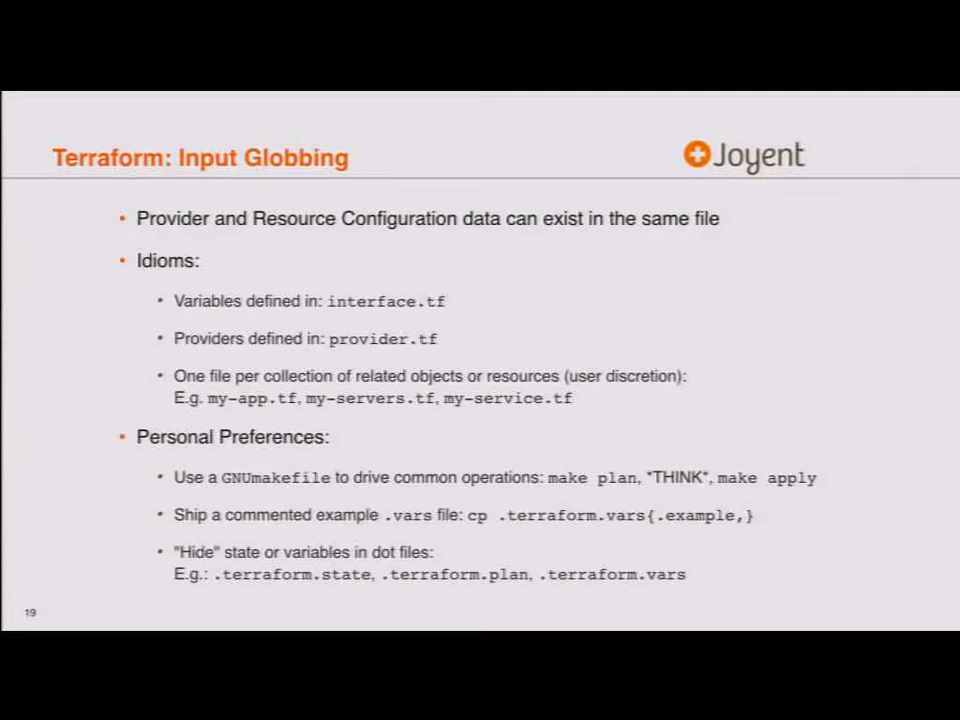 Terraform: Input Globbing
Joyent
• Provider and Resource Configuration data can exist in the same file
• Idioms:
• Variables defined in: interface.tf
• Providers defined in: provider.tf
• One file per collection of related objects or resources (user discretion):
E.g. my-app.tf, my-servers.tf, my-service.tf
• Personal Preferences:
• Use a GNUmakefile to drive common operations: make plan, *THINK*, make apply
• Ship a commented example .vars file: cp .terraform.vars{.example,}
• "Hide" state or variables in dot files:
E.g.: .terraform.state, .terraform.plan, .terraform.vars
19